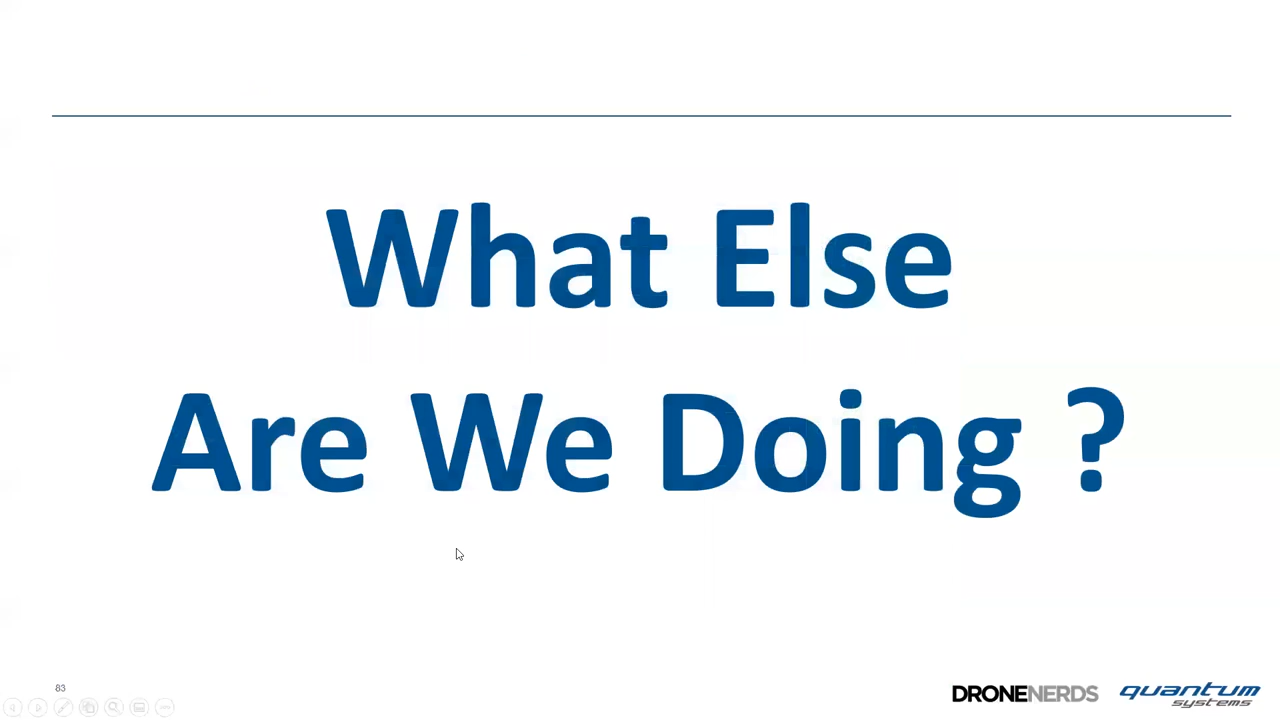 What Else
Are We Doing ?
83
DRONENERDS
quantum
systems